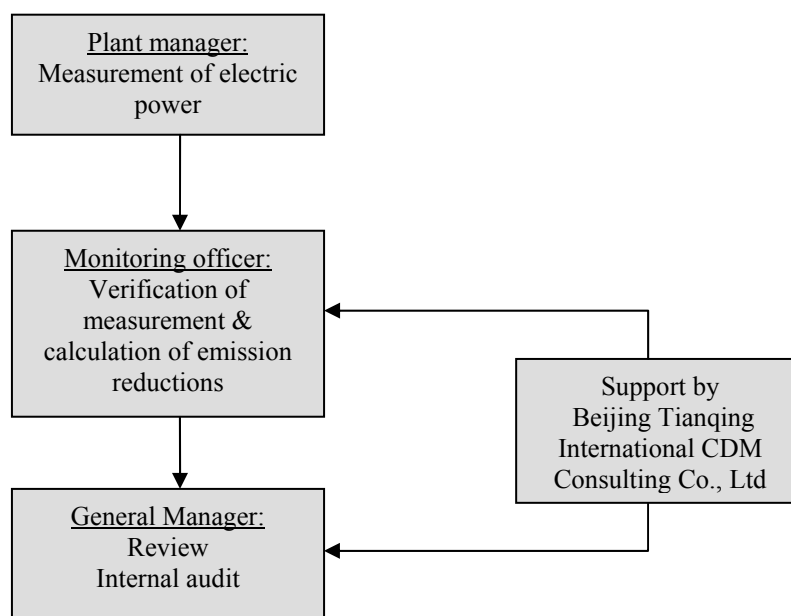 Plant manager:
Measurement of electric
power
Monitoring officer:
Verification of
measurement &
calculation of emission
reductions
Support by
Beijing Tianqing
International CDM
Consulting Co., Ltd
General Manager:
Review
Internal audit